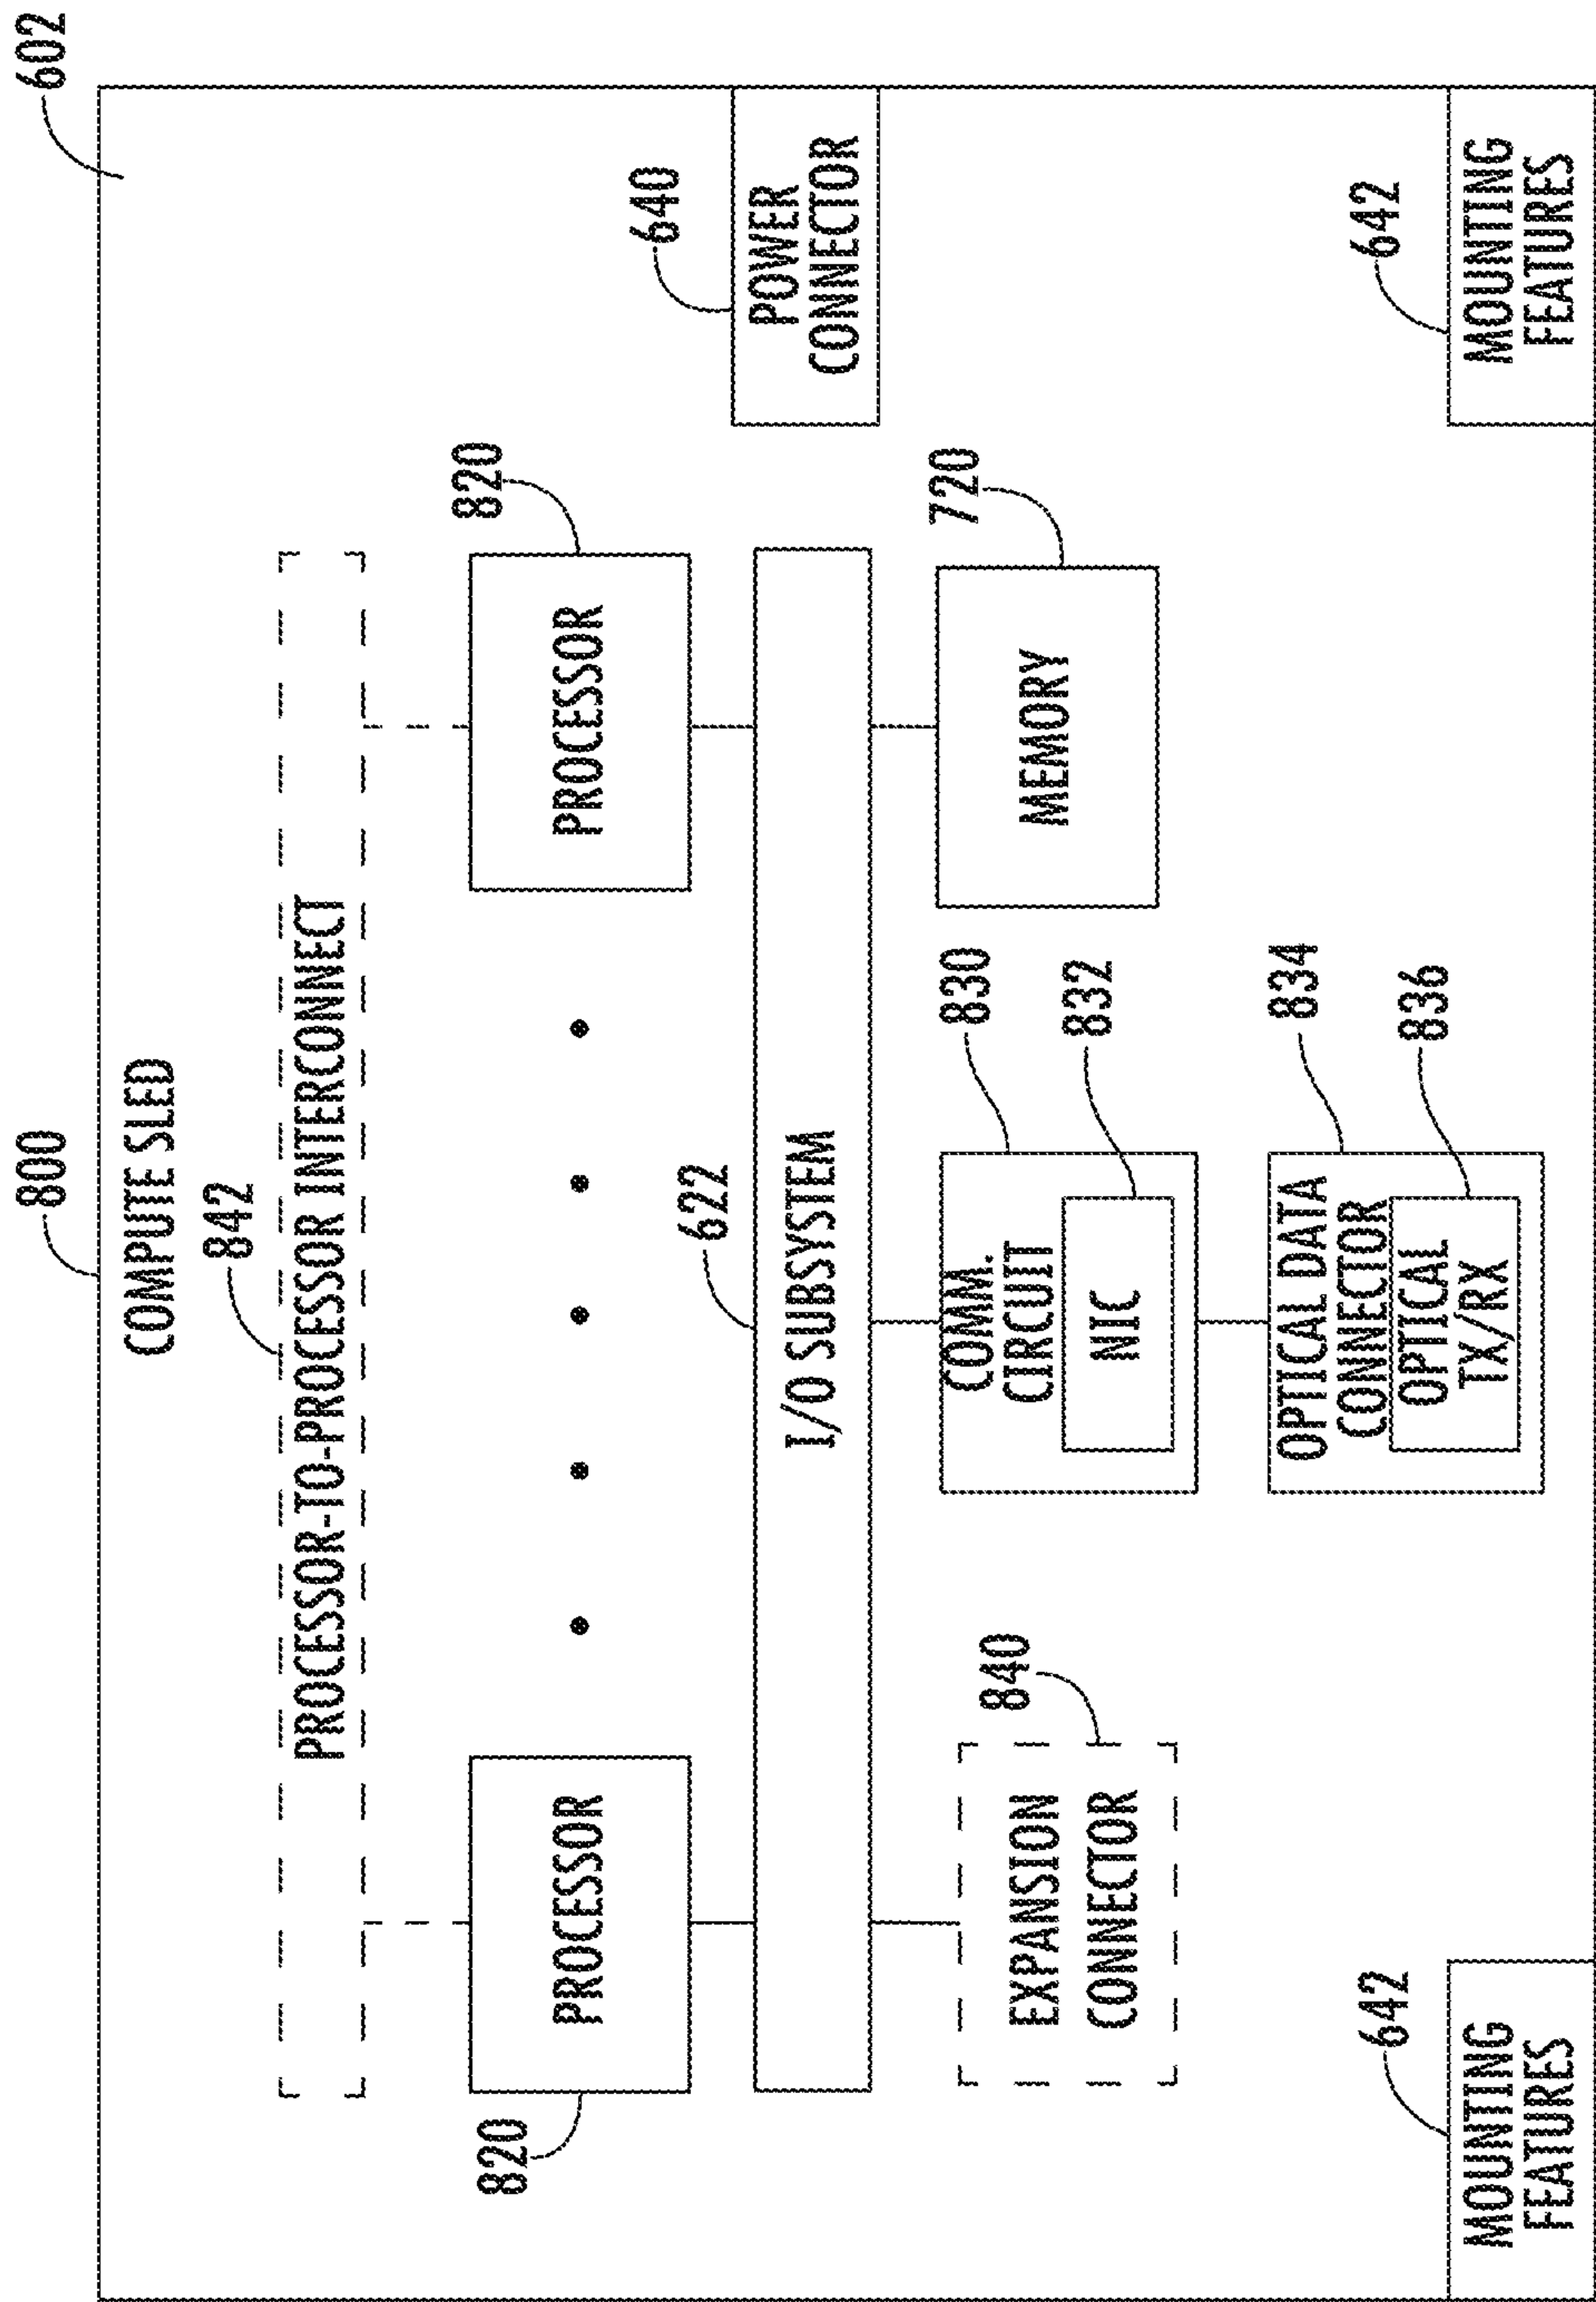 800
602
COMPUTE SLED
842
PROCESSOR-TO-PROCESSOR INTERCONNECT
820
PROCESSOR
820
PROCESSOR
640
POWER
CONNECTOR
622
I/O SUBSYSTEM
840
EXPANSION
CONNECTOR
830
COMM.
CIRCUIT
832
NIC
720
MEMORY
834
OPTICAL DATA
CONNECTOR
836
OPTICAL
TX/RX
642
MOUNTING
FEATURES
642
MOUNTING
FEATURES